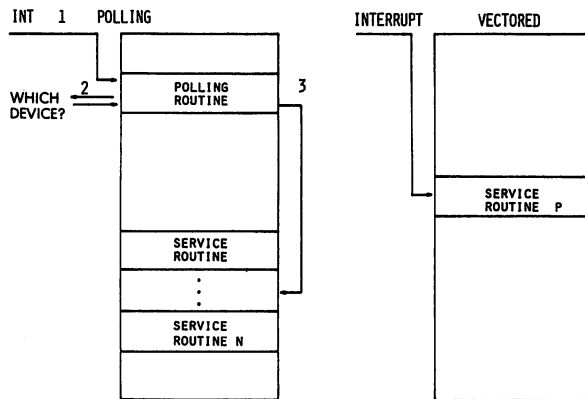 INT 1 POLLING
POLLING
ROUTINE
2
WHICH
DEVICE?
3
SERVICE
ROUTINE
SERVICE
ROUTINE N
INTERRUPT VECTORED
SERVICE
ROUTINE P